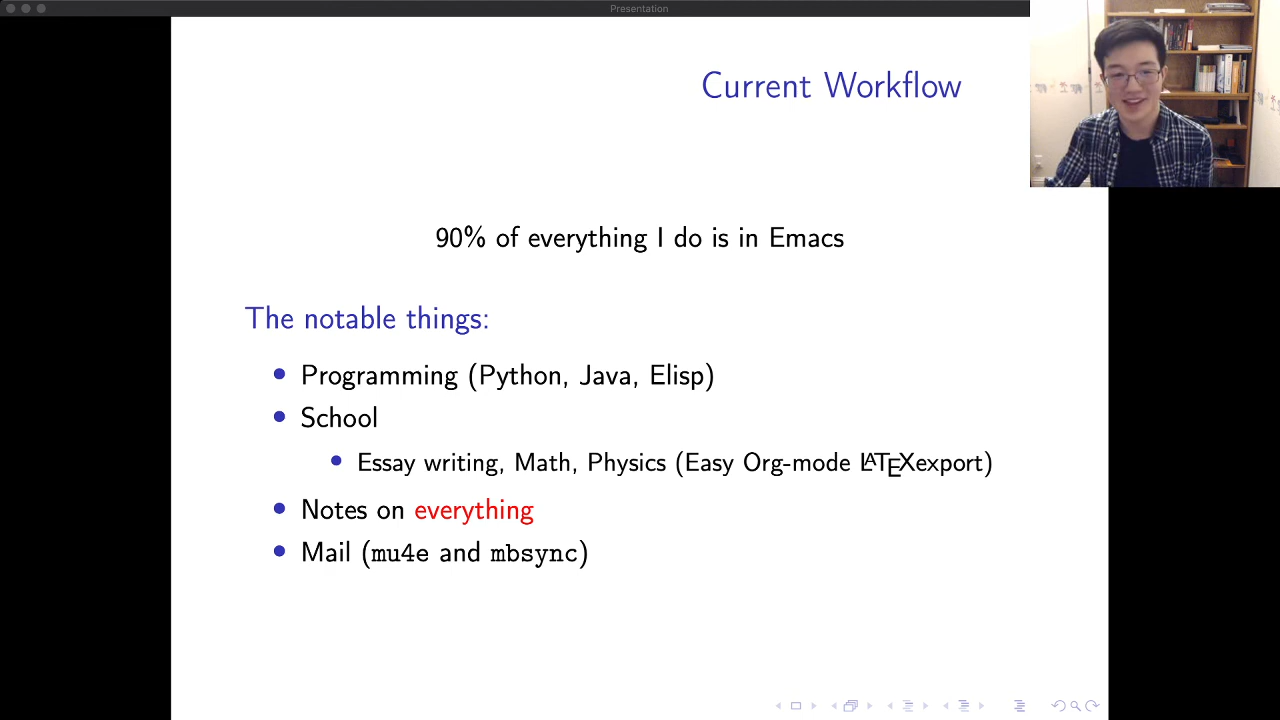 Presentation
Current Workflow
90% of everything I do is in Emacs
The notable things:
• Programming (Python, Java, Elisp)
• School
• Essay writing, Math, Physics (Easy Org-mode LATEXexport)
• Notes on everything
• Mail (mu4e and mbsync)